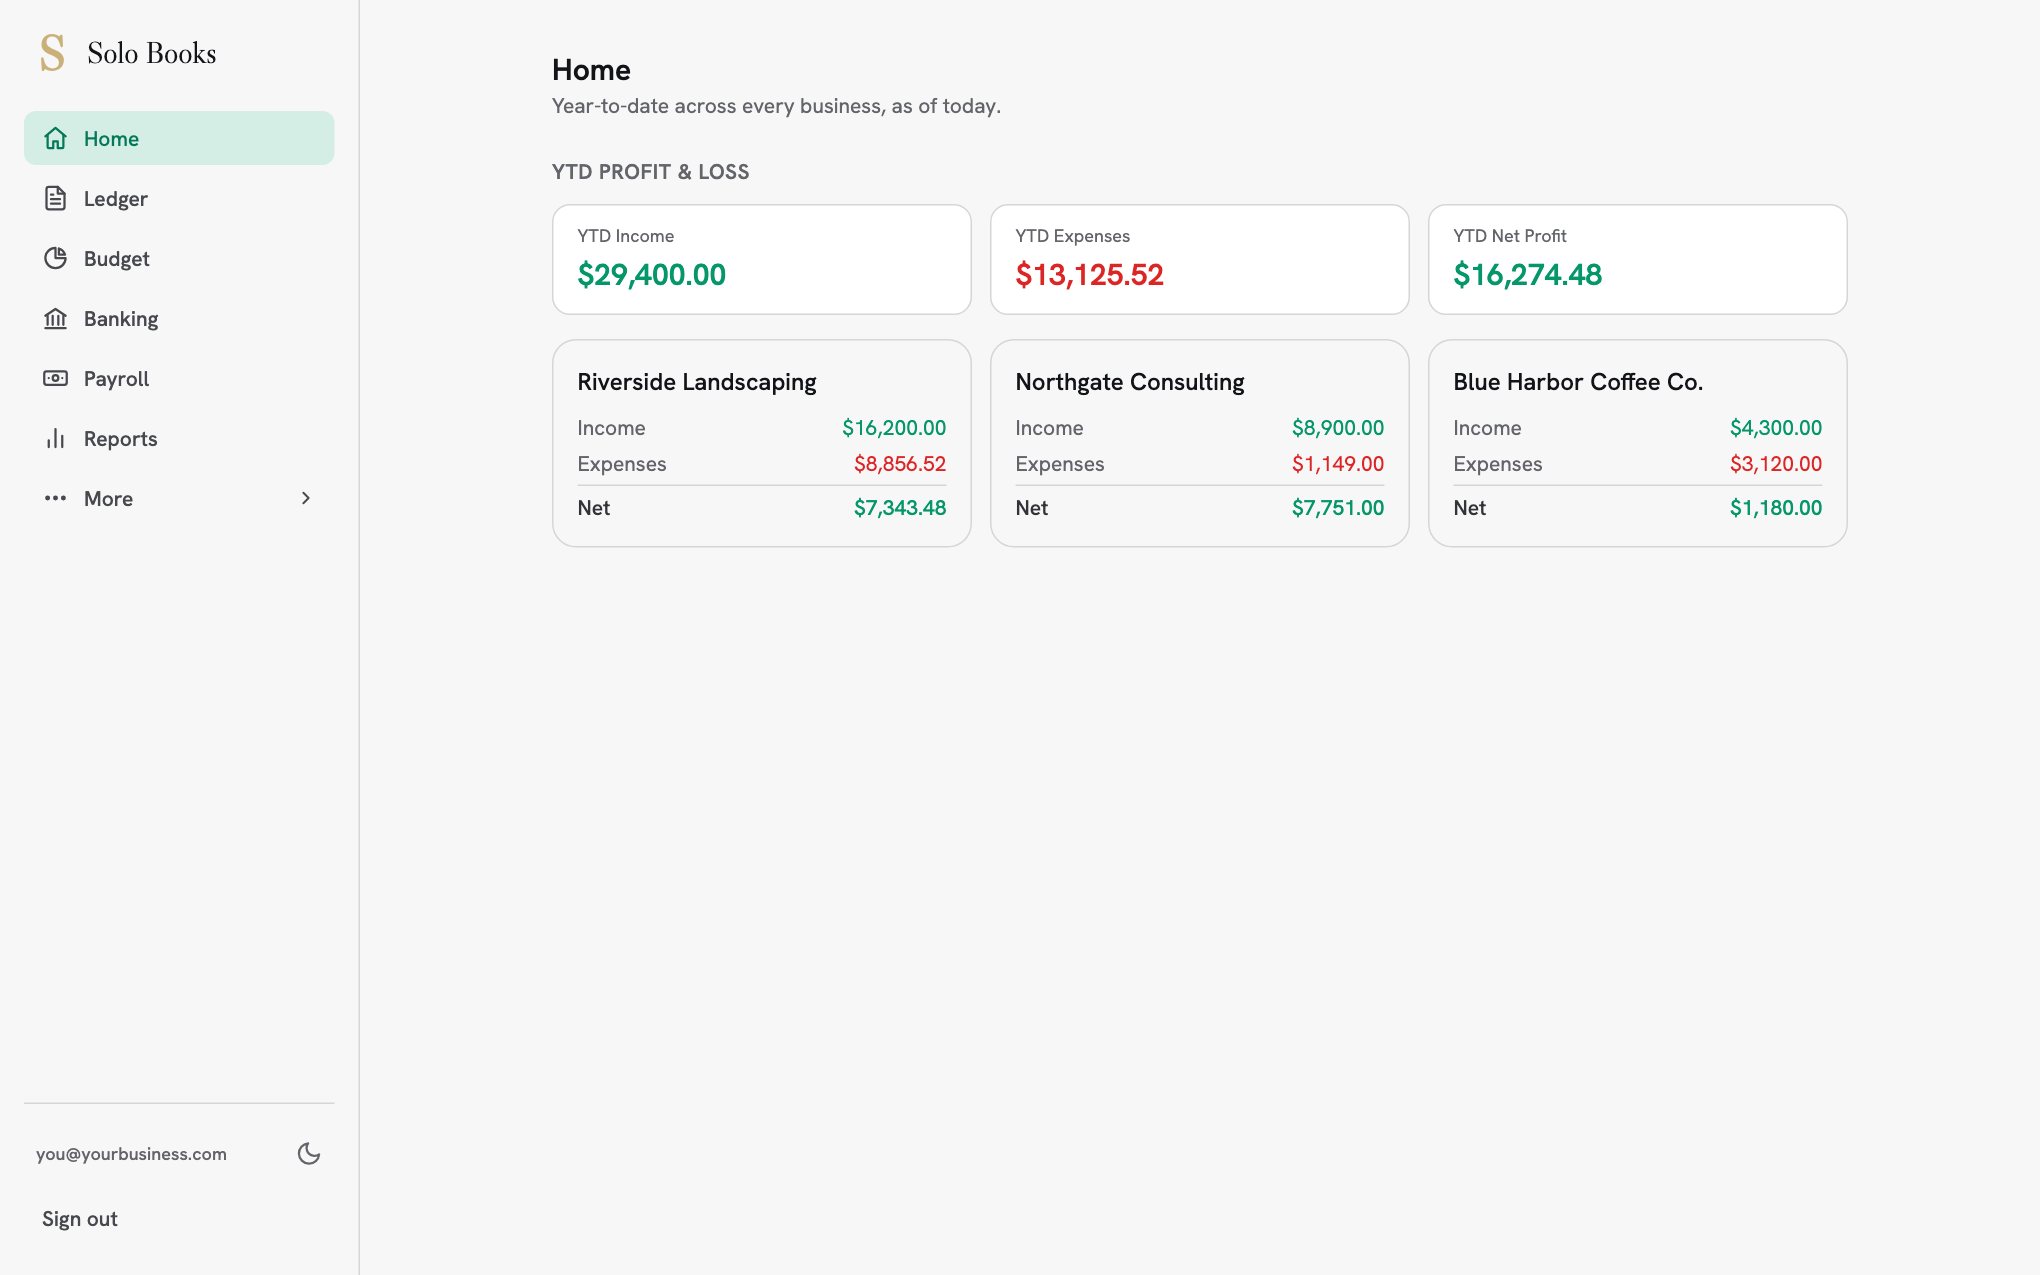 S Solo Books
Home
Ledger
Budget
Banking
Payroll
Reports
More
you@yourbusiness.com
Sign out
Home
Year-to-date across every business, as of today.
YTD PROFIT & LOSS
YTD Income
$29,400.00
YTD Expenses
$13,125.52
YTD Net Profit
$16,274.48
Riverside Landscaping
Income $16,200.00
Expenses $8,856.52
Net $7,343.48
Northgate Consulting
Income $8,900.00
Expenses $1,149.00
Net $7,751.00
Blue Harbor Coffee Co.
Income $4,300.00
Expenses $3,120.00
Net $1,180.00